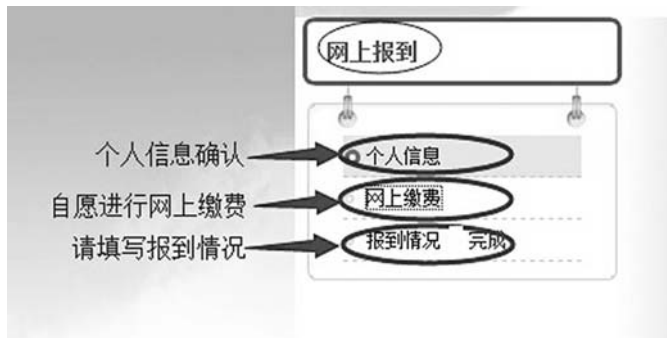 网上报到
个人信息确认 个人信息
自愿进行网上缴费 网上缴费
请填写报到情况 报到情况 完成